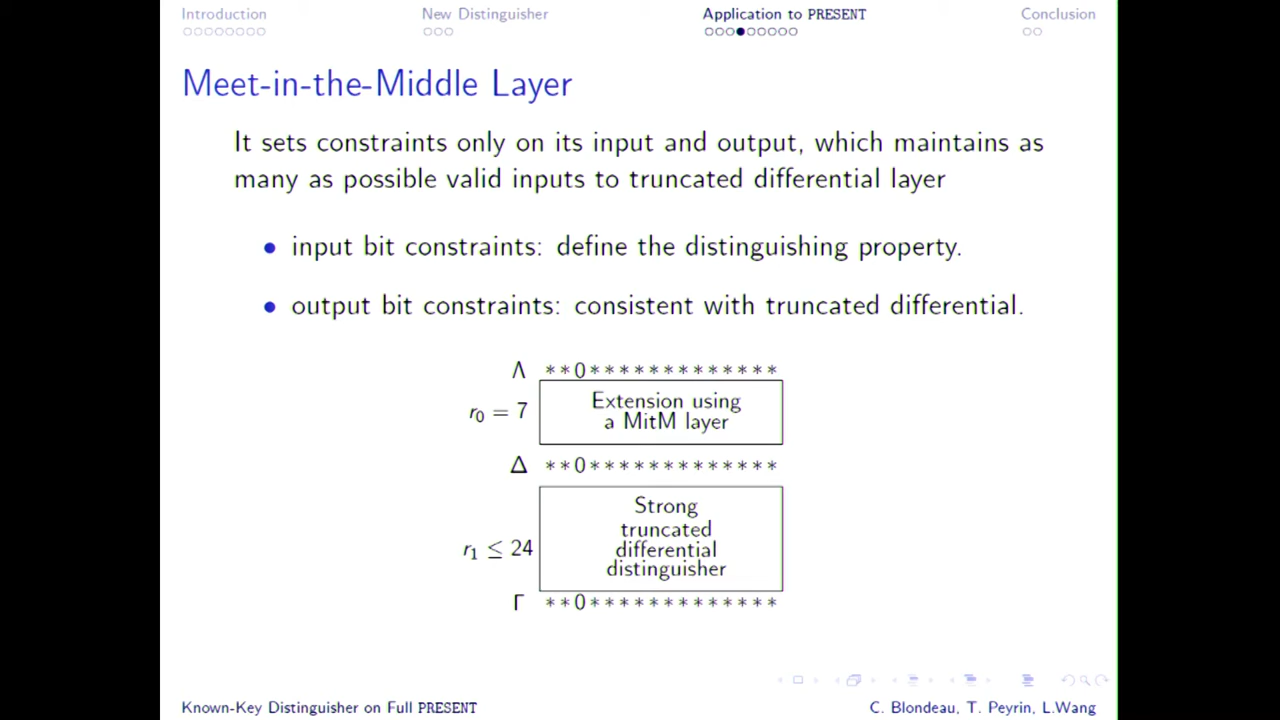 Introduction New Distinguisher Application to PRESENT Conclusion
Meet-in-the-Middle Layer
It sets constraints only on its input and output, which maintains as
many as possible valid inputs to truncated differential layer
• input bit constraints: define the distinguishing property.
• output bit constraints: consistent with truncated differential.
Λ **0*************
Extension using
r0 = 7
a MitM layer
Δ **0*************
Strong
truncated
r1 ≤ 24
differential
distinguisher
Γ **0*************
Known-Key Distinguisher on Full PRESENT C. Blondeau, T. Peyrin, L.Wang